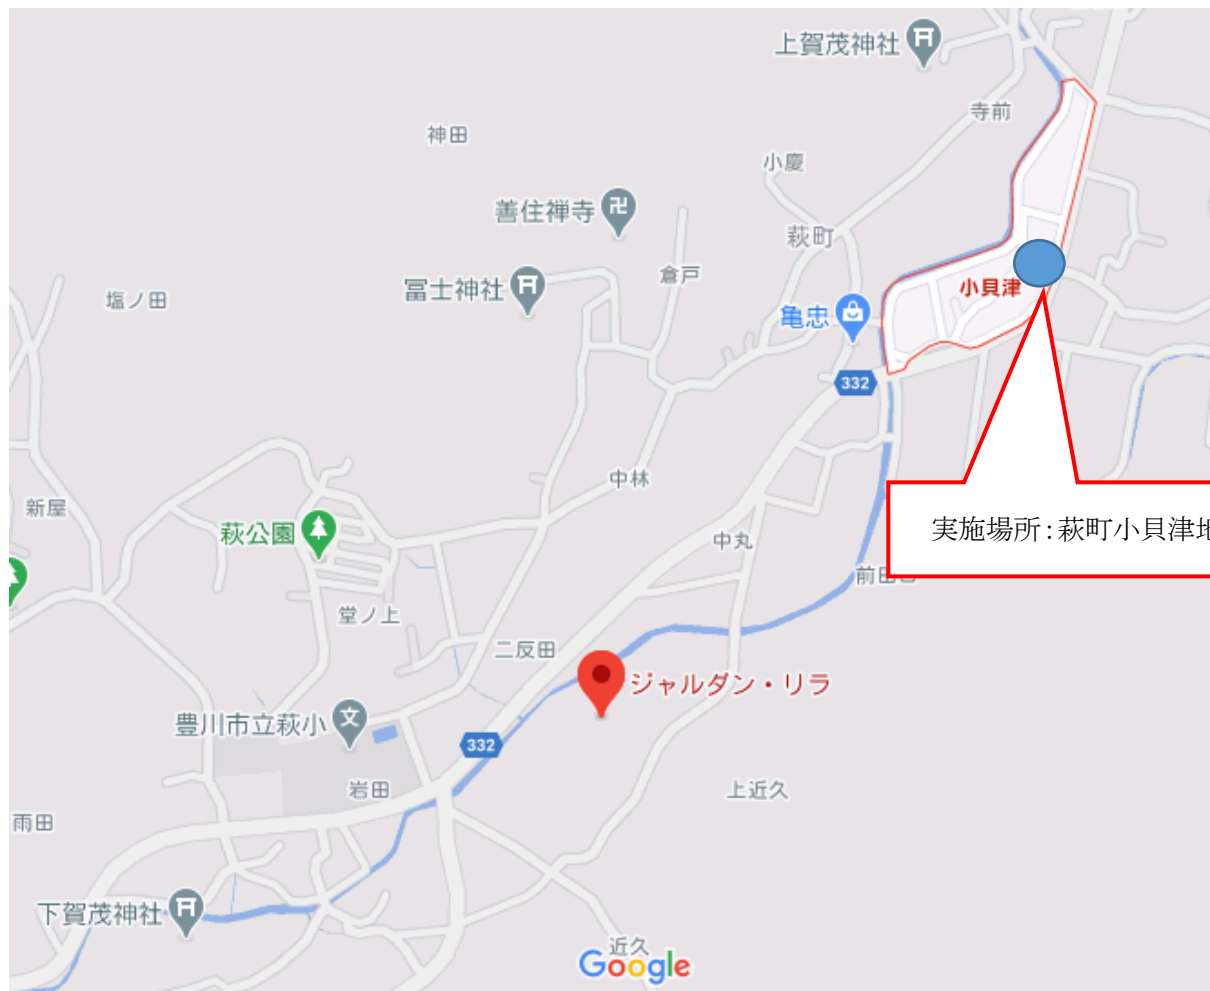 上賀茂神社
寺前
神田
小慶
善住禅寺
萩町
倉戸
冨士神社
小貝津
塩ノ田
亀忠
332
中林
新屋
萩公園
実施場所：萩町小貝津地
中丸
前田
堂ノ上
二反田
ジャルダン・リラ
豊川市立萩小
332
岩田
上近久
雨田
下賀茂神社
近久
Google